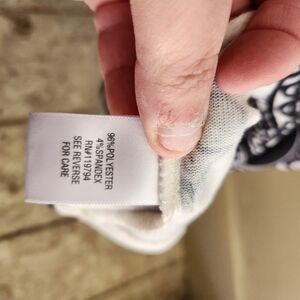 96%POLYESTER
4%SPANDEX
RN#119794
SEE REVERSE
FOR CARE